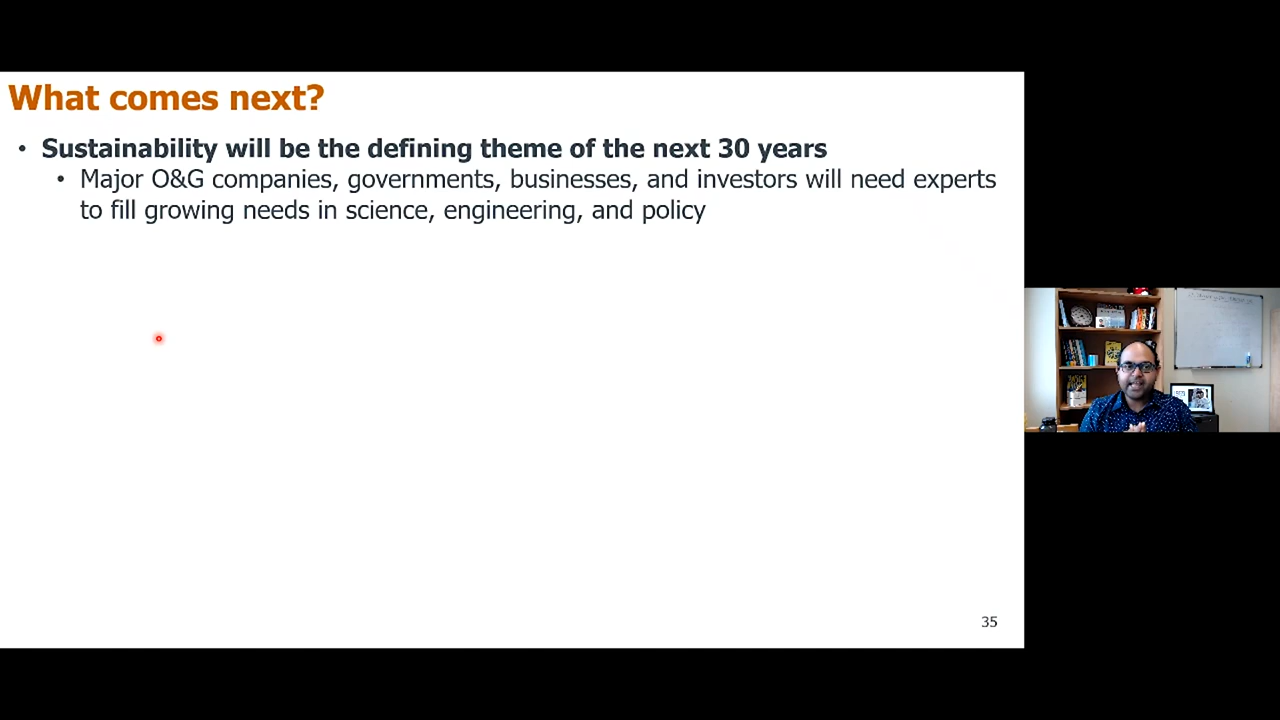 What comes next?
• Sustainability will be the defining theme of the next 30 years
• Major O&G companies, governments, businesses, and investors will need experts
to fill growing needs in science, engineering, and policy
35